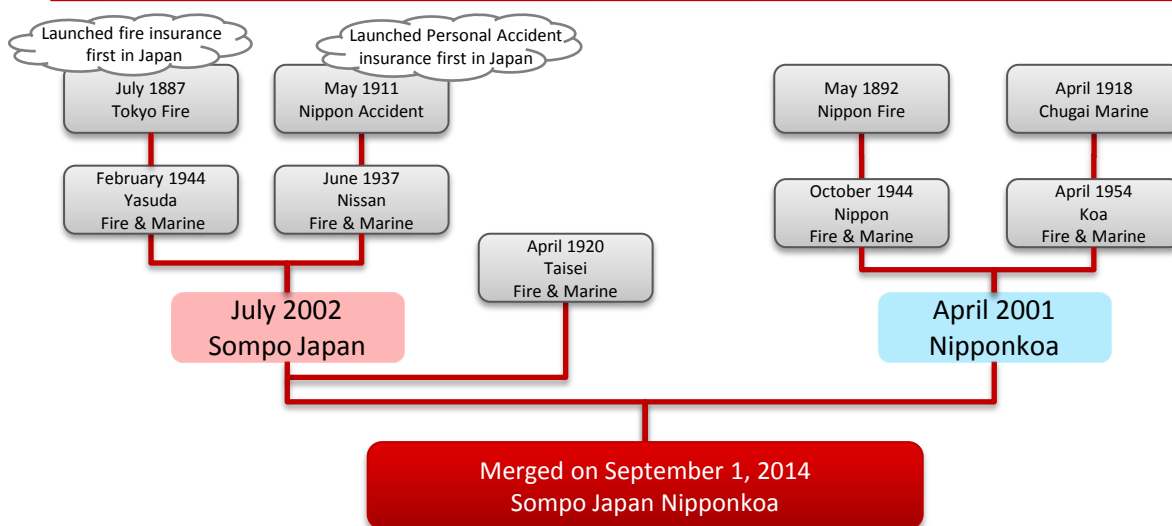 Launched fire insurance
first in Japan
Launched Personal Accident
insurance first in Japan
July 1887
Tokyo Fire
May 1911
Nippon Accident
May 1892
Nippon Fire
April 1918
Chugai Marine
February 1944
Yasuda
Fire & Marine
June 1937
Nissan
Fire & Marine
October 1944
Nippon
Fire & Marine
April 1954
Koa
Fire & Marine
April 1920
Taisei
Fire & Marine
July 2002
Sompo Japan
April 2001
Nipponkoa
Merged on September 1, 2014
Sompo Japan Nipponkoa